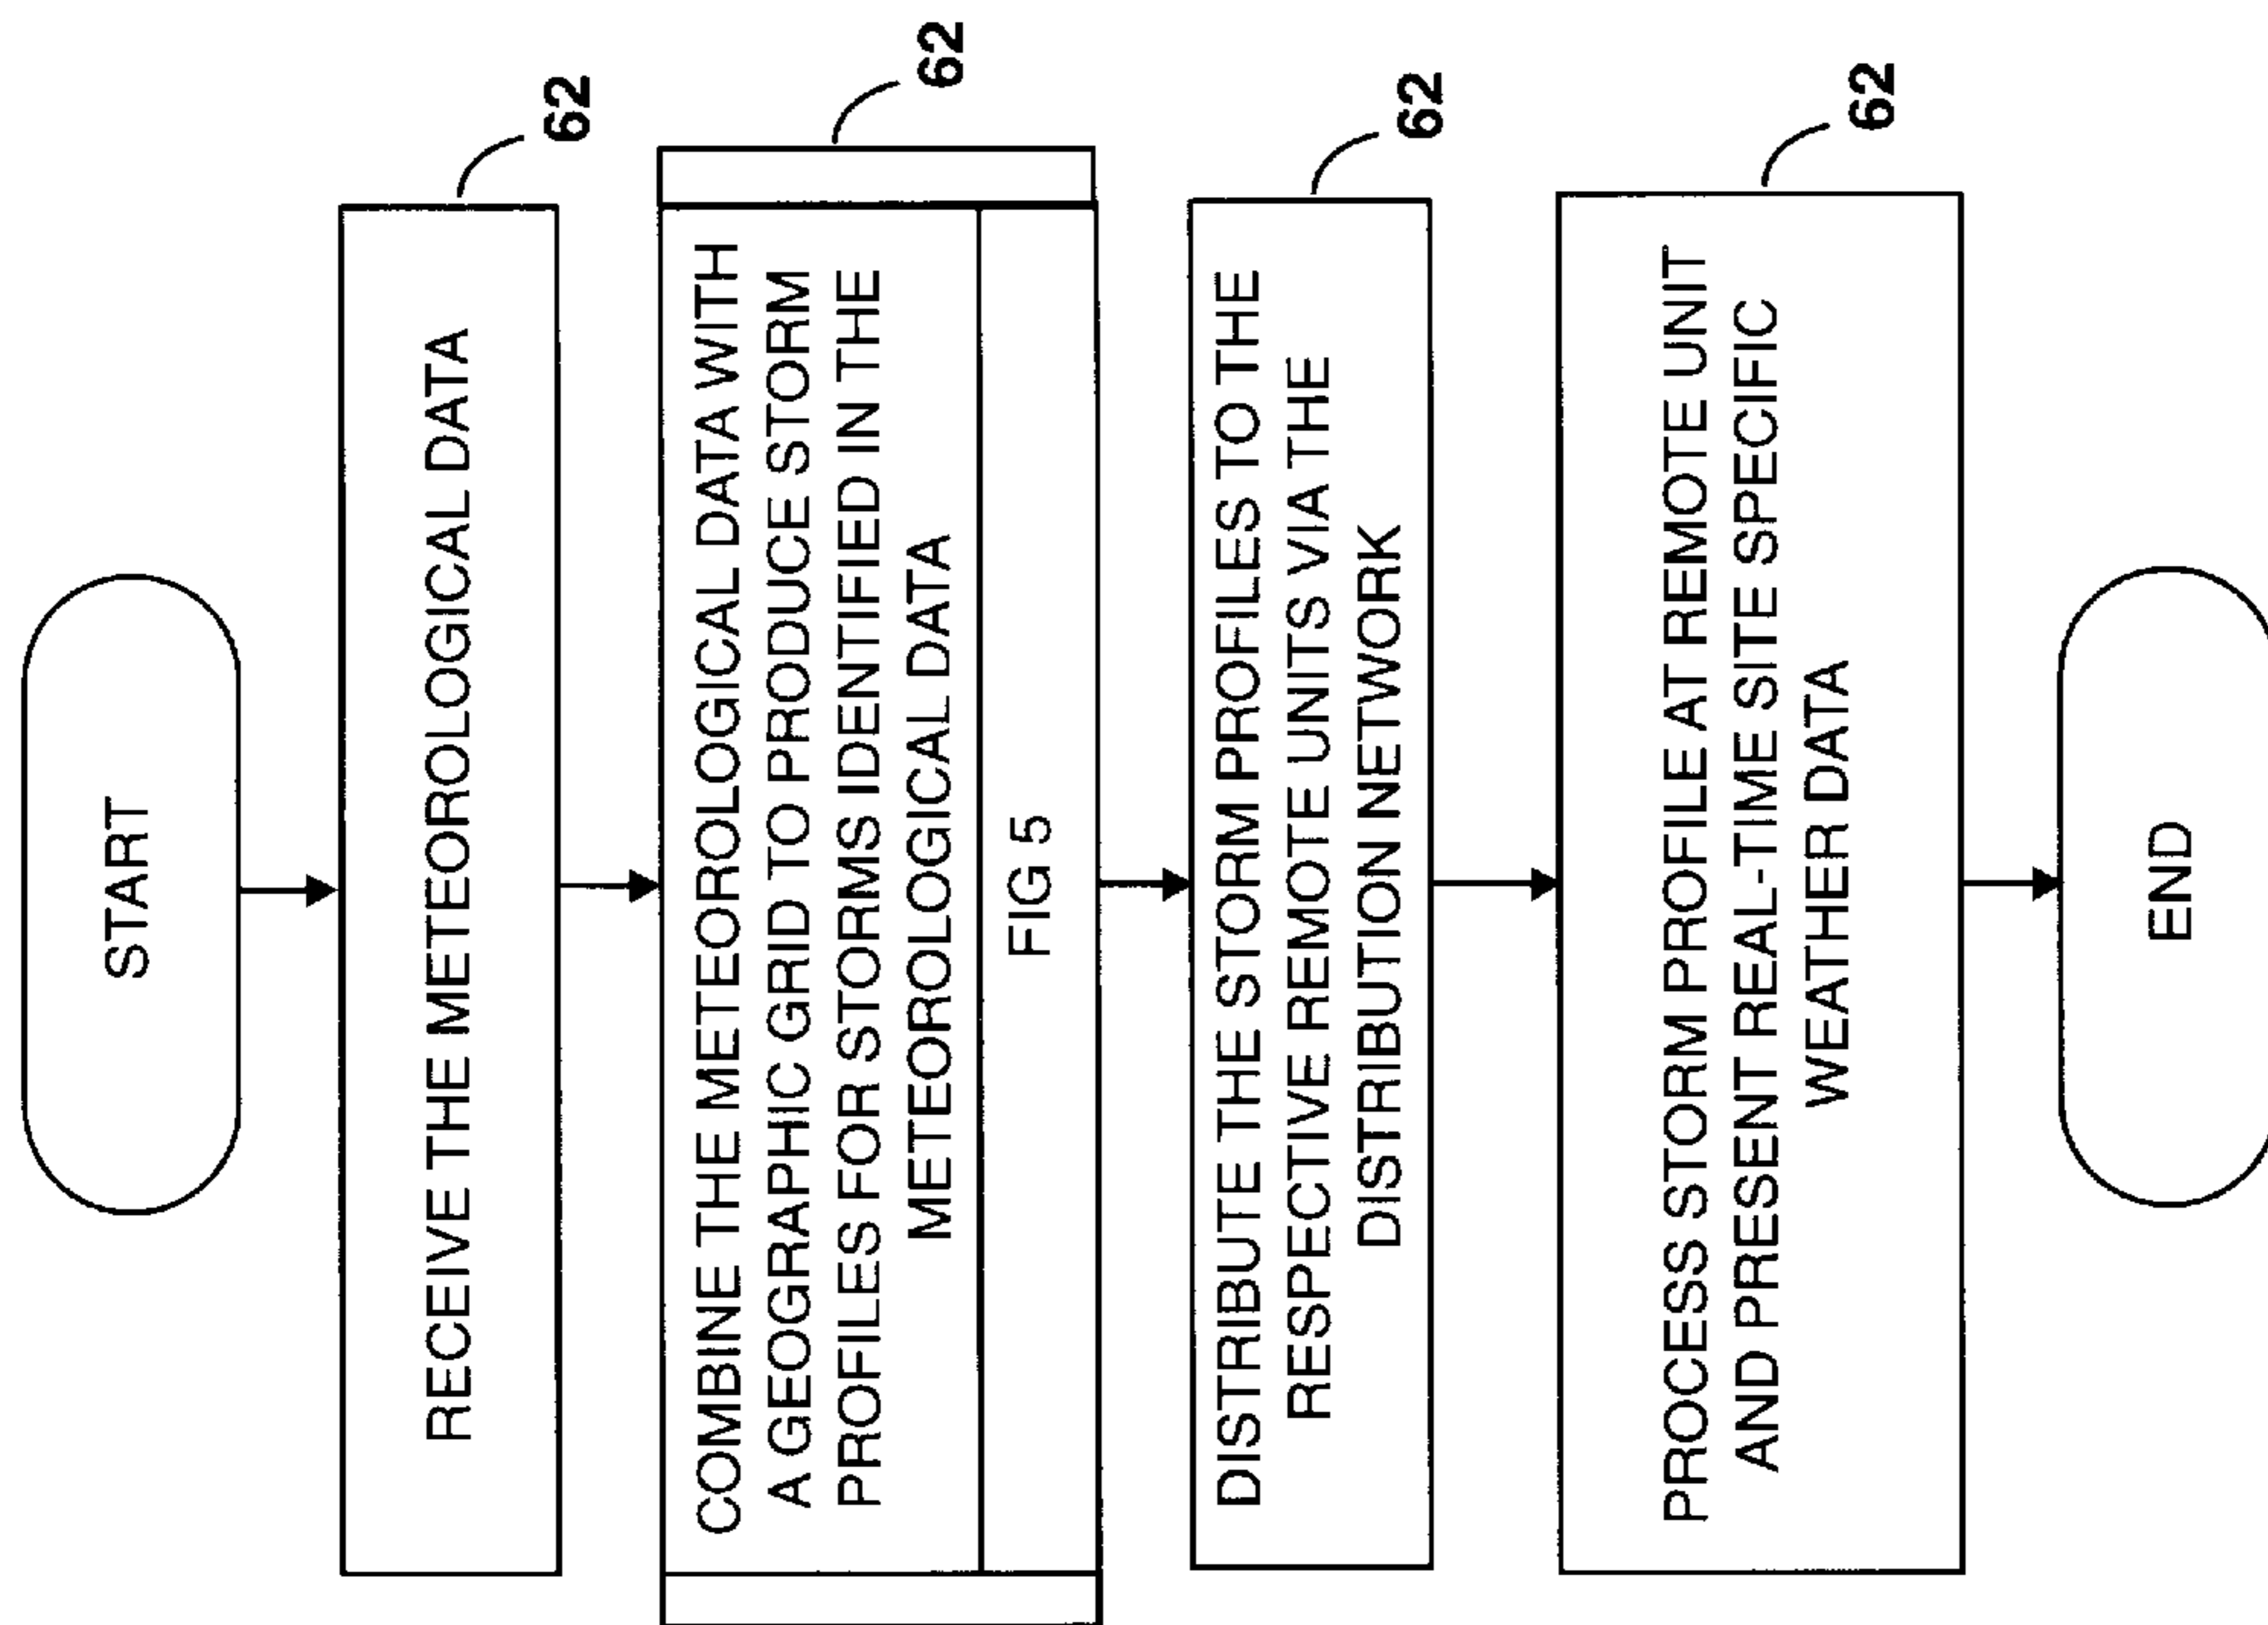 START
RECEIVE THE METEOROLOGICAL DATA
62
COMBINE THE METEOROLOGICAL DATA WITH
A GEOGRAPHIC GRID TO PRODUCE STORM
PROFILES FOR STORMS IDENTIFIED IN THE
METEOROLOGICAL DATA
FIG 5
62
DISTRIBUTE THE STORM PROFILES TO THE
RESPECTIVE REMOTE UNITS VIA THE
DISTRIBUTION NETWORK
62
PROCESS STORM PROFILE AT REMOTE UNIT
AND PRESENT REAL-TIME SITE SPECIFIC
WEATHER DATA
62
END